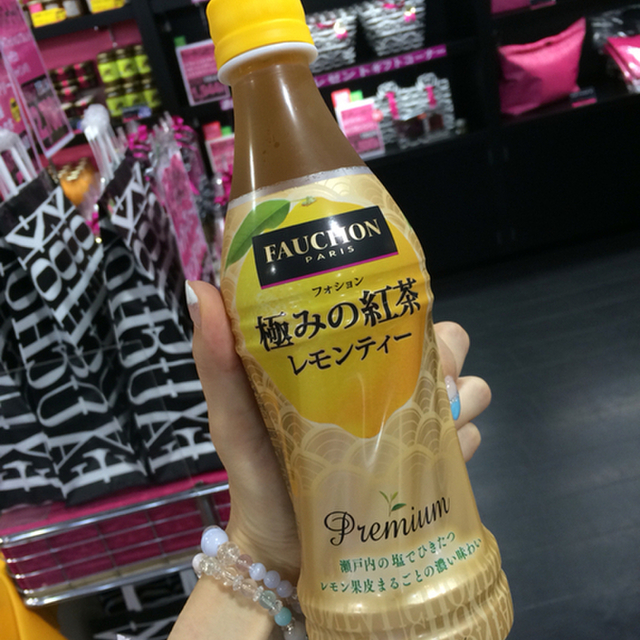 FAUCHON
PARIS
フォション
極みの紅茶
レモンティー
Premium
瀬戸内の塩でひきたつ
レモン果皮まるごとの濃い味わい